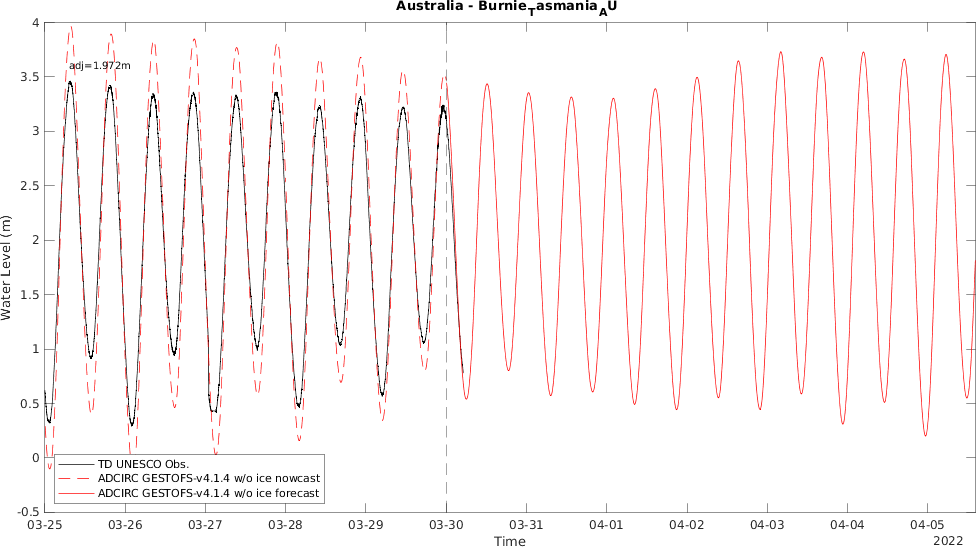 Australia - Burnie_Tasmania_AU
4
adj=1.972m
3.5
3
2.5
2
1.5
1
0.5
0
-0.5
Water Level (m)
TD UNESCO Obs.
ADCIRC GESTOFS-v4.1.4 w/o ice nowcast
ADCIRC GESTOFS-v4.1.4 w/o ice forecast
03-25 03-26 03-27 03-28 03-29 03-30 03-31 04-01 04-02 04-03 04-04 04-05
Time
2022